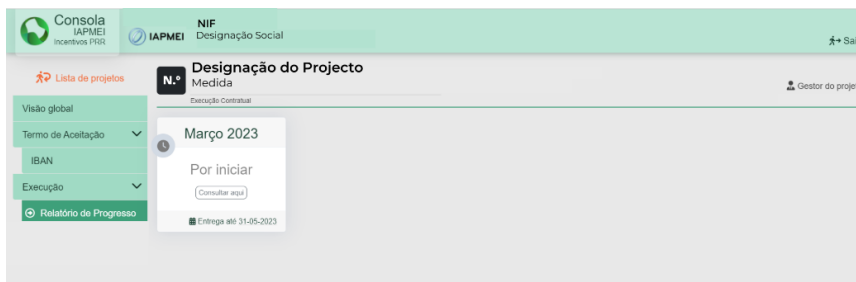 Consola
IAPMEI
Incentivos PRR
IAPMEI
NIF
Designação Social
Sai
Lista de projetos
N.º
Designação do Projecto
Medida
Gestor do proje
Execução Contratual
Visão global
Termo de Aceitação
IBAN
Execução
Relatório de Progresso
Março 2023
Por iniciar
Consultar aqui
Entrega até 31-05-2023